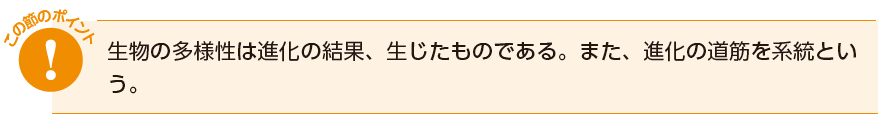 この節のポイント
!
生物の多様性は進化の結果、生じたものである。また、進化の道筋を系統とい
う。